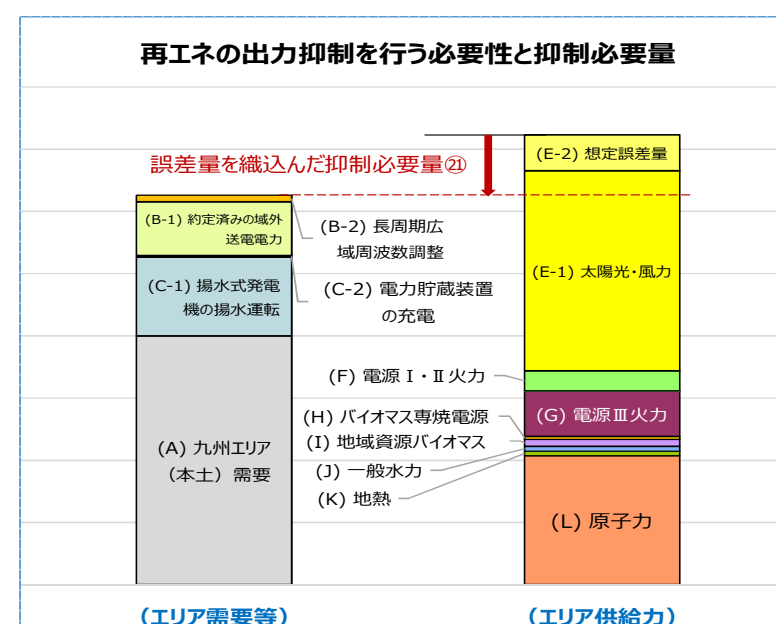 再エネの出力抑制を行う必要性と抑制必要量
誤差量を織込んだ抑制必要量㉑
(B-1) 約定済みの域外
送電電力
(B-2) 長周期広
域周波数調整
(C-1) 揚水式発電
機の揚水運転
(C-2) 電力貯蔵装置
の充電
(A) 九州エリア
(本土) 需要
(E-2) 想定誤差量
(E-1) 太陽光・風力
(F) 電源Ⅰ・Ⅱ火力
(G) 電源Ⅲ火力
(H) バイオマス専焼電源
(I) 地域資源バイオマス
(J) 一般水力
(K) 地熱
(L) 原子力
(エリア需要等)
(エリア供給力)